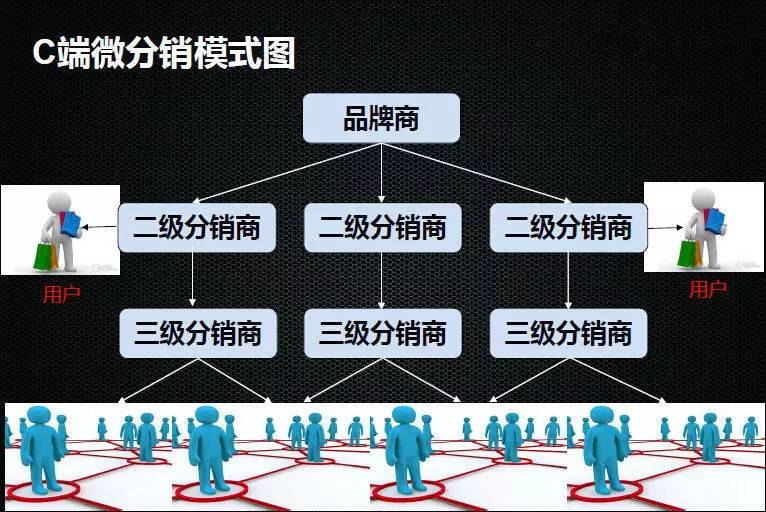 C端微分销模式图
品牌商
二级分销商 二级分销商 二级分销商
用户 用户
三级分销商 三级分销商 三级分销商